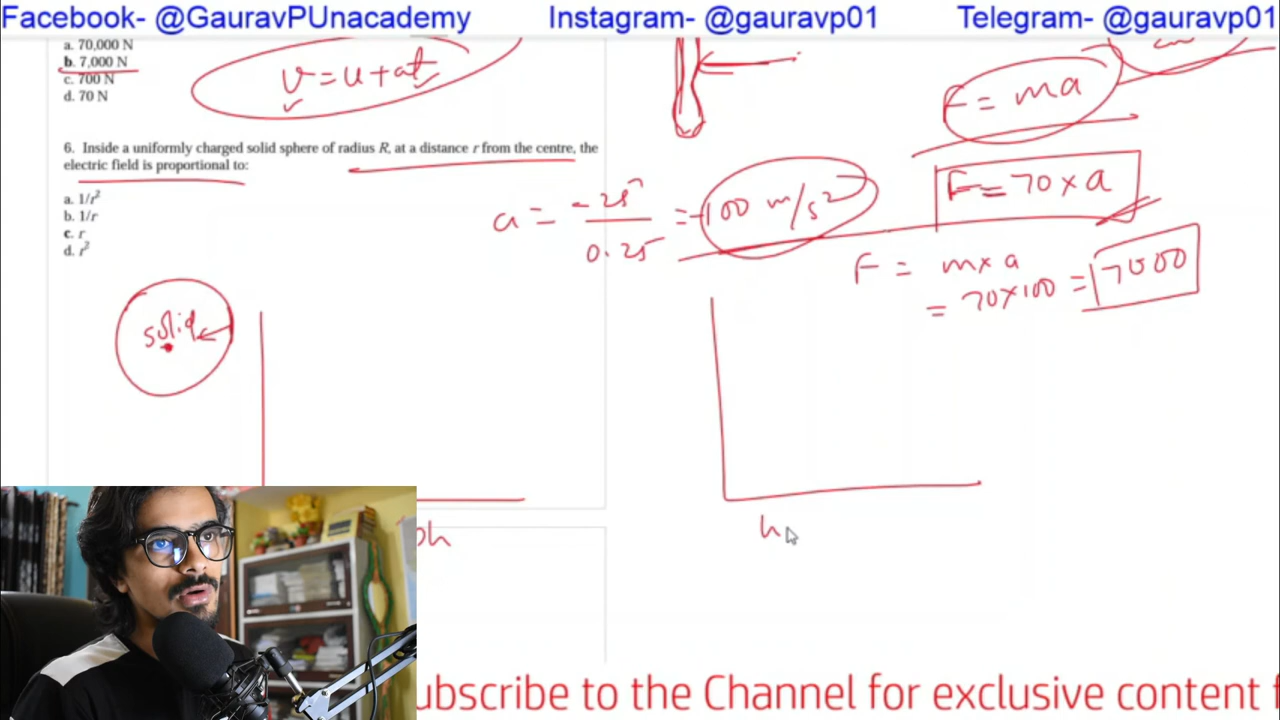 Facebook- @GauravPUnacademy Instagram- @gauravp01 Telegram- @gauravp01
a. 70,000 N
b. 7,000 N
c. 700 N
d. 70 N
v = u + at
F = ma
6. Inside a uniformly charged solid sphere of radius R, at a distance r from the centre, the
electric field is proportional to:
a. 1/r²
b. 1/r
c. r
d. r²
F = 70 × a
a = -25 / 0.25 = -100 m/s²
F = m × a
= 70×100 = 7000
solid
h
ubscribe to the Channel for exclusive content f